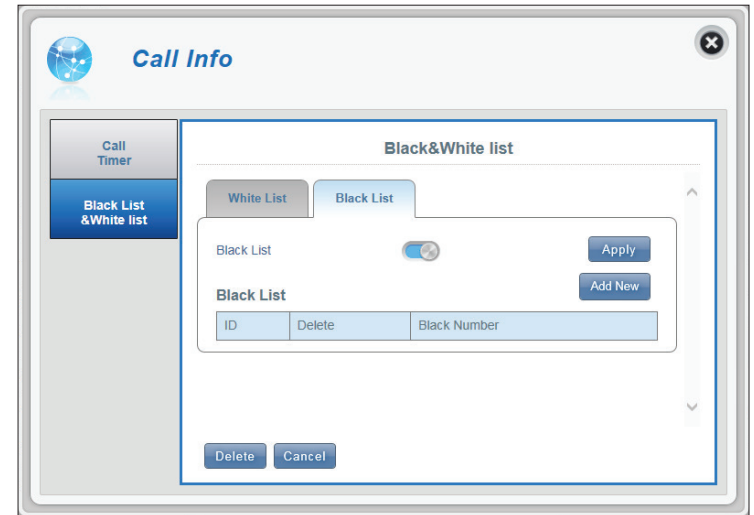 Call Info
Call
Timer
Black List
&White list
Black&White list
White List
Black List
Black List
Apply
Add New
Black List
ID
Delete
Black Number
Delete
Cancel